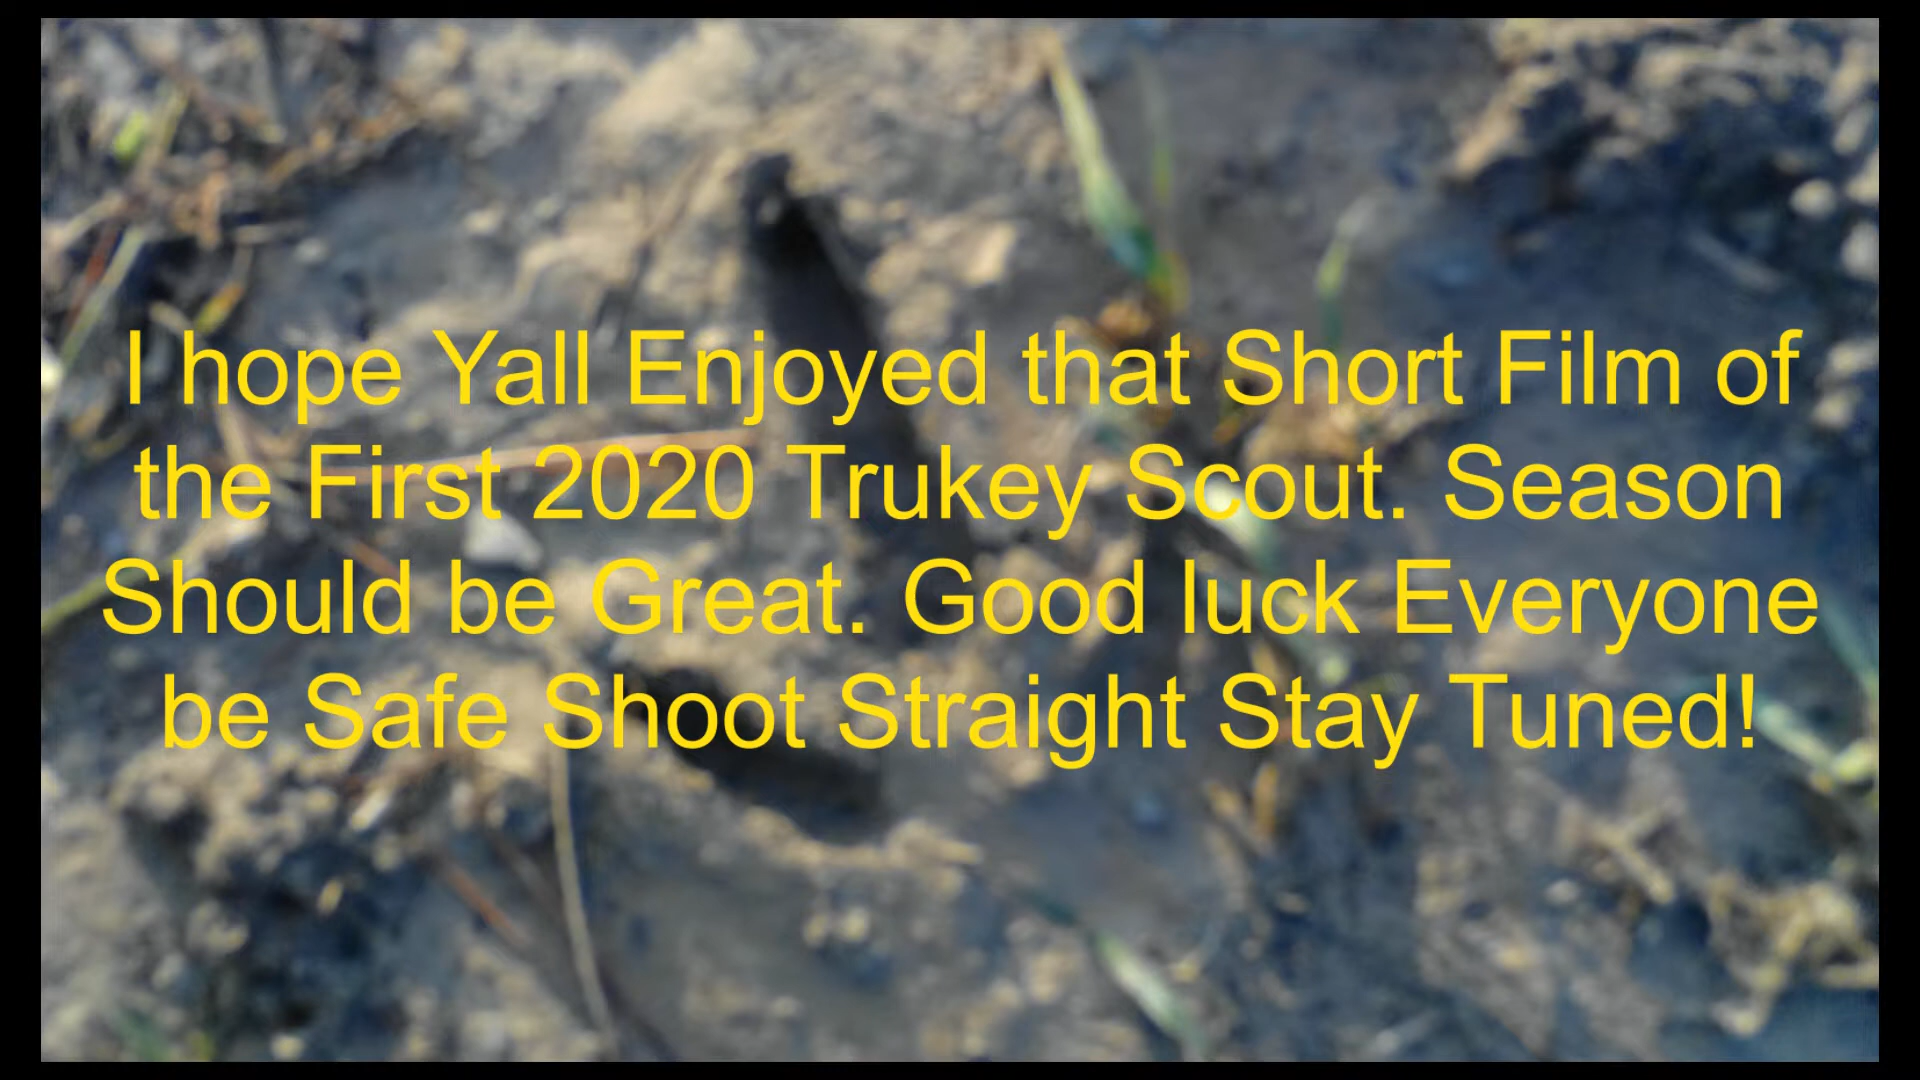 I hope Yall Enjoyed that Short Film of
the First 2020 Trukey Scout. Season
Should be Great. Good luck Everyone
be Safe Shoot Straight Stay Tuned!